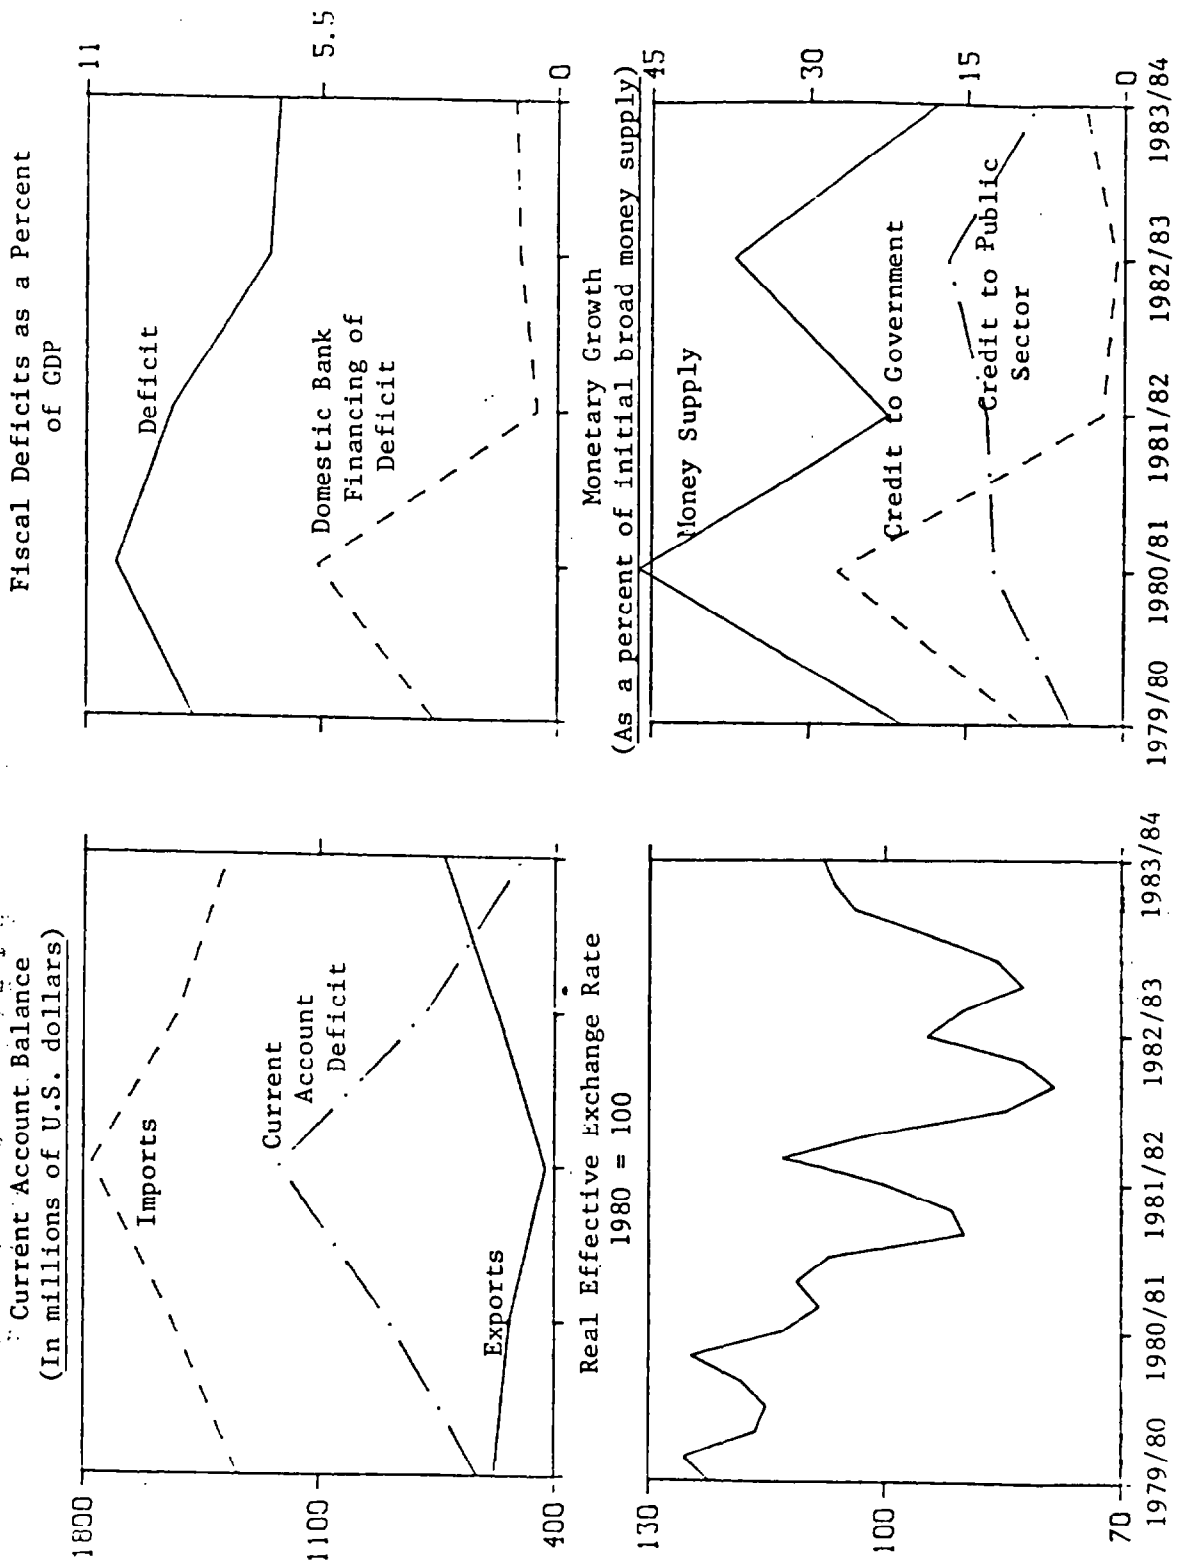 Current Account Balance
(In millions of U.S. dollars)
1800
1100
400
Imports
Current
Account
Deficit
Exports
Fiscal Deficits as a Percent
of GDP
11
5.5
0
Deficit
Domestic Bank
Financing of
Deficit
Real Effective Exchange Rate
1980 = 100
130
100
70
1979/80 1980/81 1981/82 1982/83 1983/84
Monetary Growth
(As a percent of initial broad money supply)
45
30
15
0
Money Supply
Credit to Government
Credit to Public
Sector
1979/80 1980/81 1981/82 1982/83 1983/84